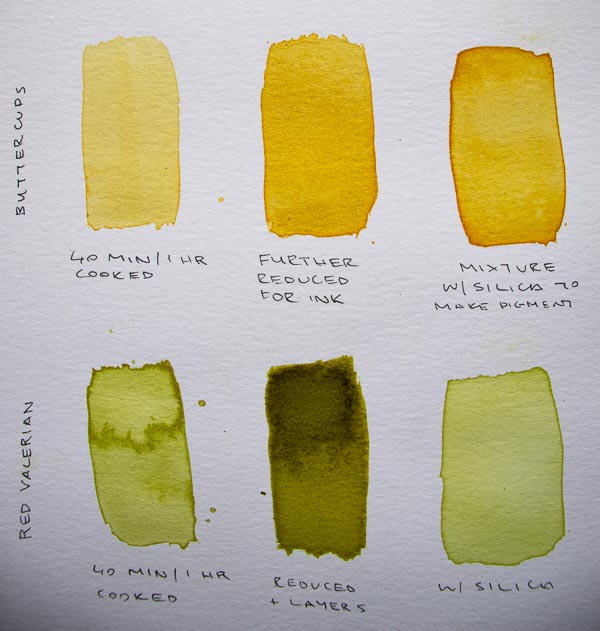 BUTTERCUPS
40 MIN/1 HR
COOKED
FURTHER
REDUCED
FOR INK
MIXTURE
W/ SILICA TO
MAKE PIGMENT
RED VALERIAN
40 MIN/1 HR
COOKED
REDUCED
+ LAYERS
W/ SILICA